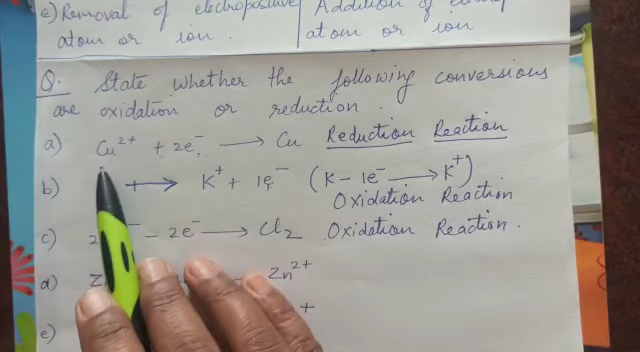 e) Removal of electropositive Addition of
atom or ion. atom or ion
Q. State whether the following conversions
are oxidation or reduction.
a) Cu²⁺ + 2e⁻ ⟶ Cu Reduction Reaction
b) ⟶ K⁺ + 1e⁻ (K – 1e⁻ ⟶ K⁺)
Oxidation Reaction
c) 2 ⁻ – 2e⁻ ⟶ Cl₂ Oxidation Reaction.
d) Z Zn²⁺
e) +